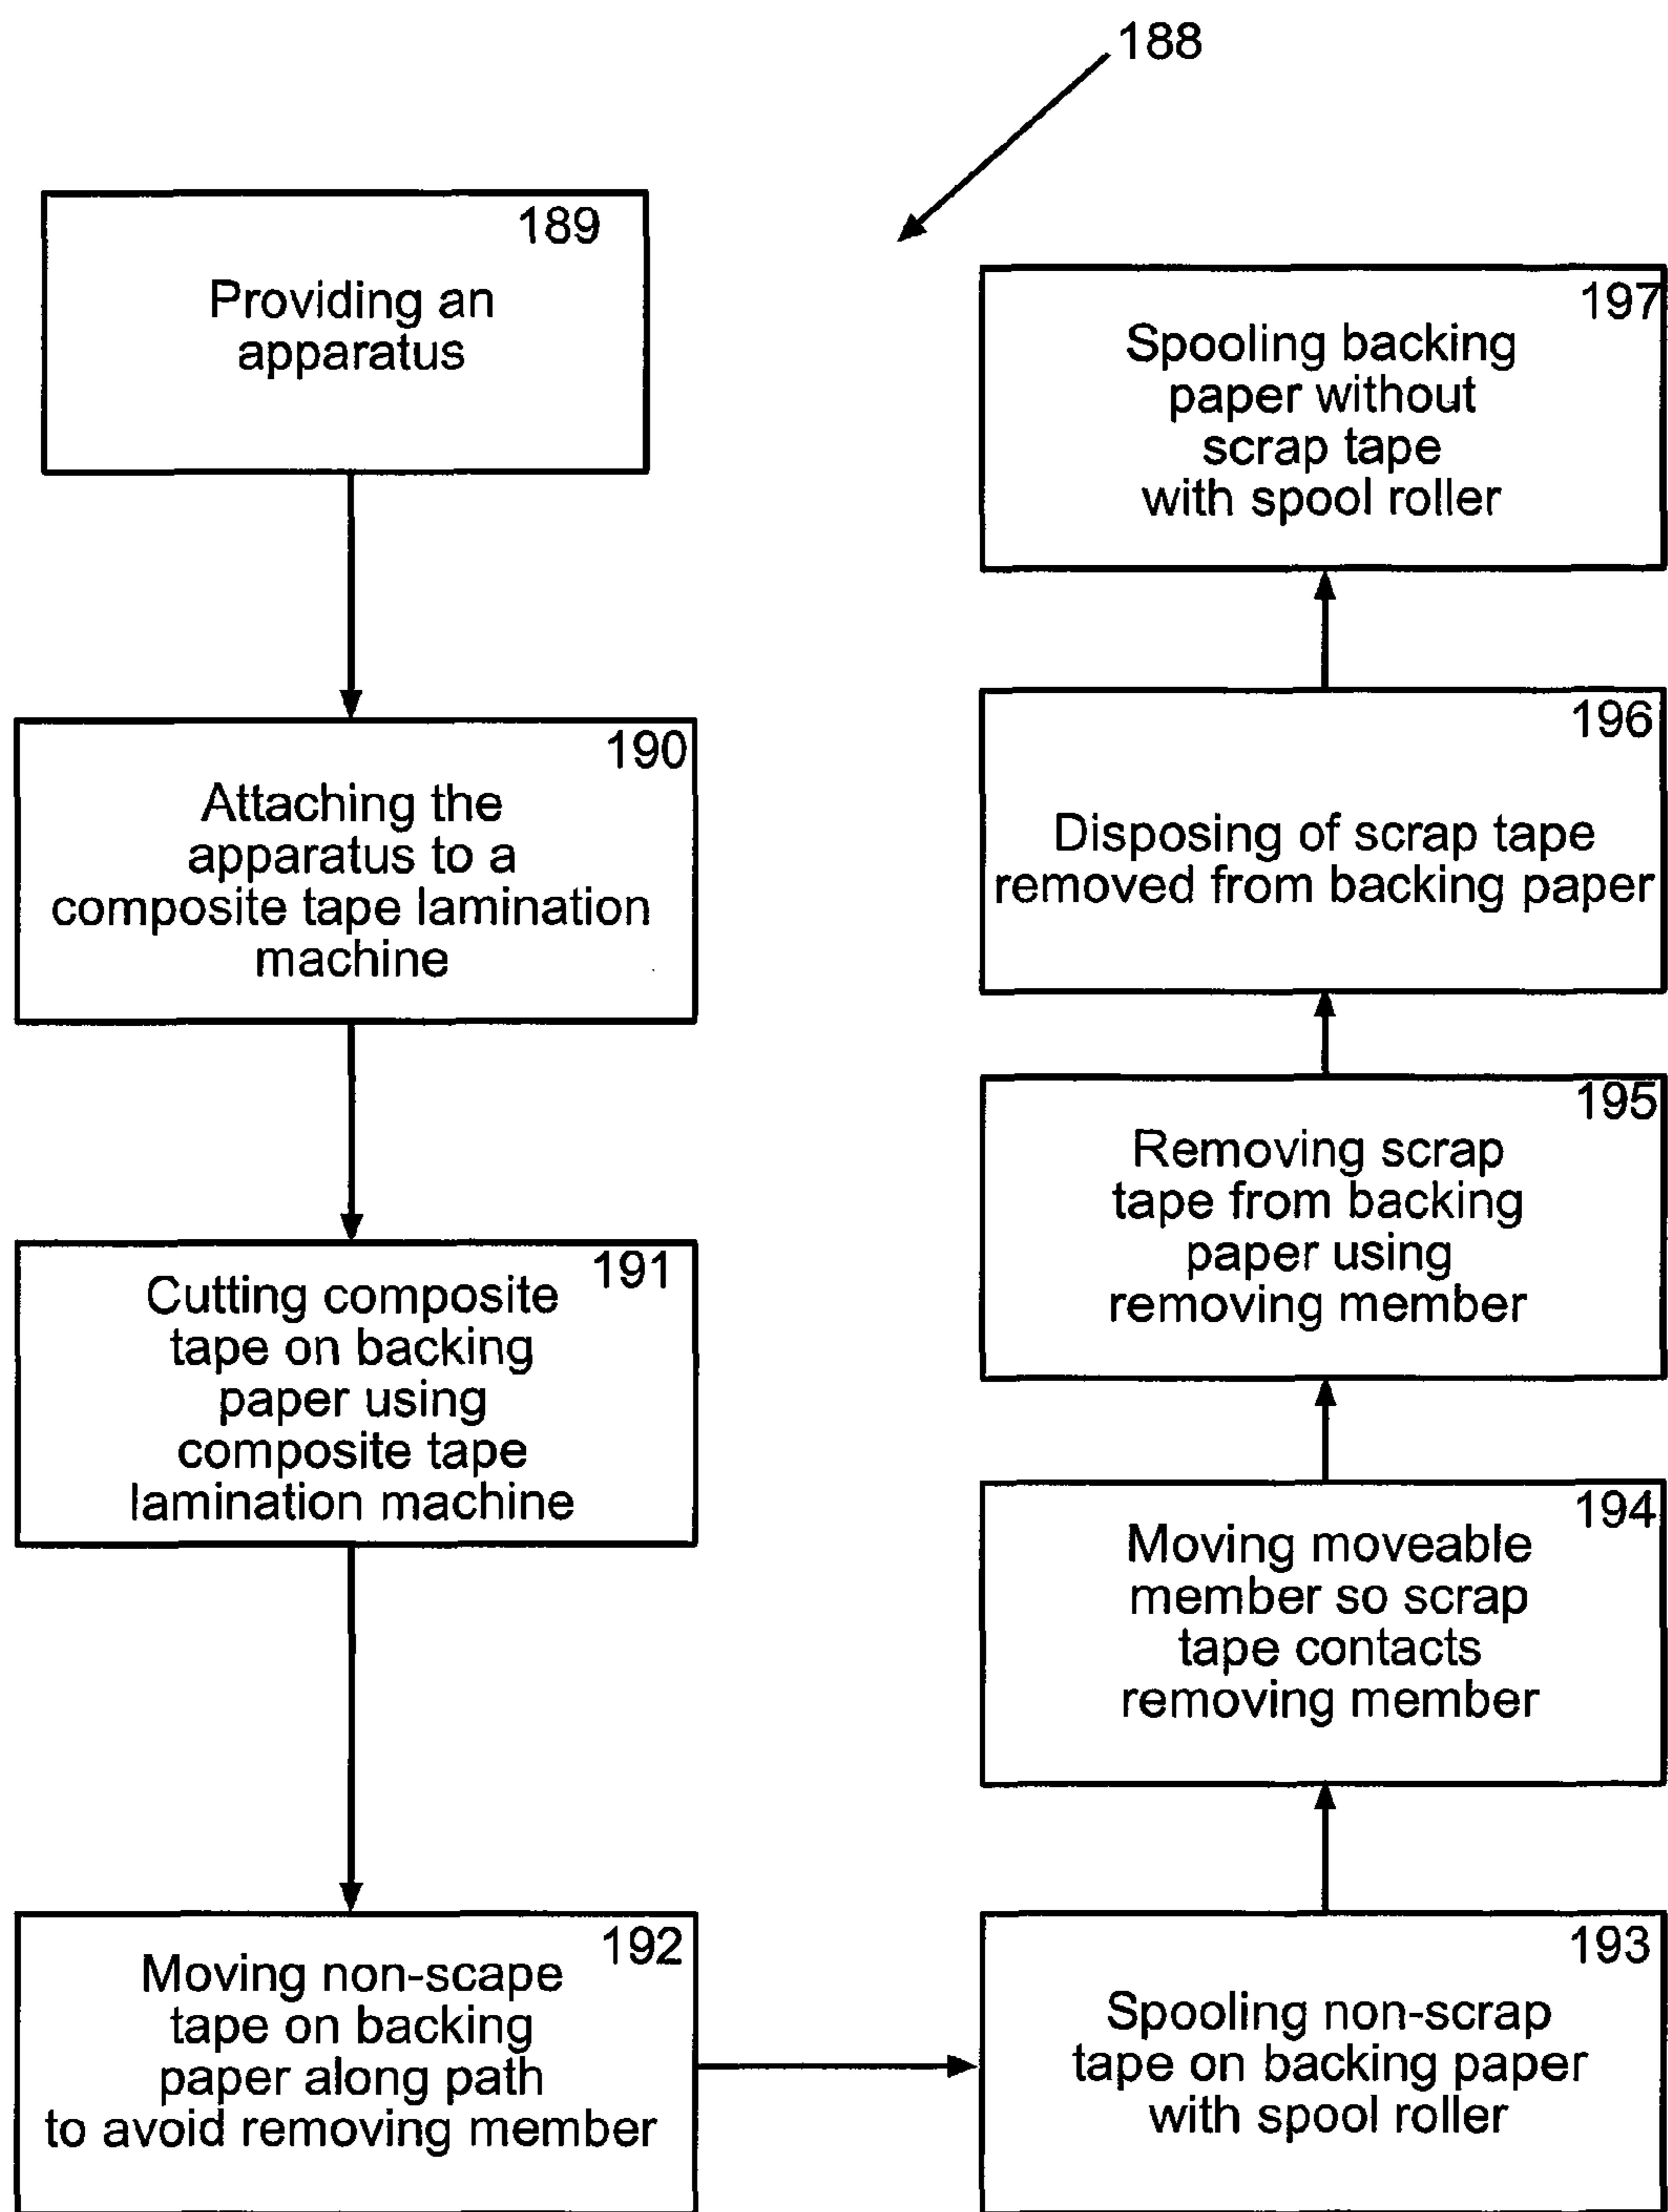 188
189
Providing an
apparatus
190
Attaching the
apparatus to a
composite tape lamination
machine
191
Cutting composite
tape on backing
paper using
composite tape
lamination machine
192
Moving non-scape
tape on backing
paper along path
to avoid removing member
193
Spooling non-scrap
tape on backing paper
with spool roller
194
Moving moveable
member so scrap
tape contacts
removing member
195
Removing scrap
tape from backing
paper using
removing member
196
Disposing of scrap tape
removed from backing paper
197
Spooling backing
paper without
scrap tape
with spool roller